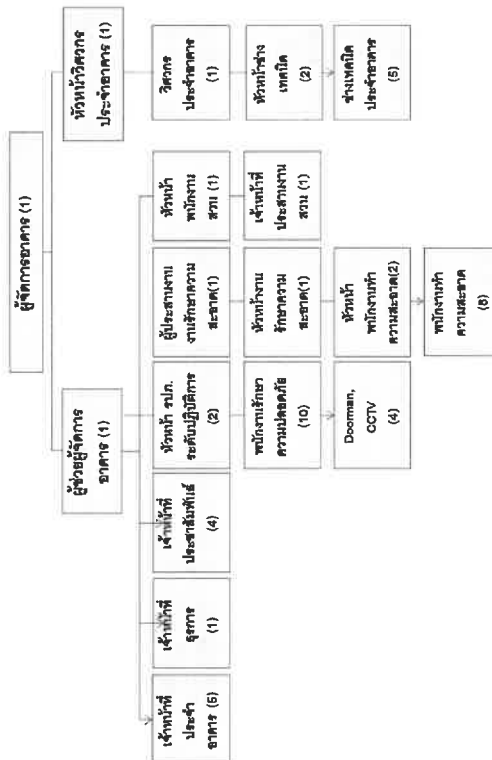 ผู้จัดการอาคาร (1)
ผู้ช่วยผู้จัดการ
อาคาร (1)
หัวหน้าวิศวกร
ประจำอาคาร (1)
เจ้าหน้าที่
ประจำ
อาคาร (5)
เจ้าหน้าที่
ธุรการ
(1)
เจ้าหน้าที่
ประชาสัมพันธ์
(4)
หัวหน้า รปภ.
ระดับปฏิบัติการ
(2)
ผู้ประสานงาน
งานรักษาความ
สะอาด(1)
หัวหน้า
พนักงาน
สวน (1)
วิศวกร
ประจำอาคาร
(1)
พนักงานรักษา
ความปลอดภัย
(10)
หัวหน้างาน
รักษาความ
สะอาด(1)
เจ้าหน้าที่
ประสานงาน
สวน (1)
หัวหน้าช่าง
เทคนิค
(2)
Doorman,
CCTV
(4)
หัวหน้า
พนักงานทำ
ความสะอาด(2)
ช่างเทคนิค
ประจำอาคาร
(5)
พนักงานทำ
ความสะอาด